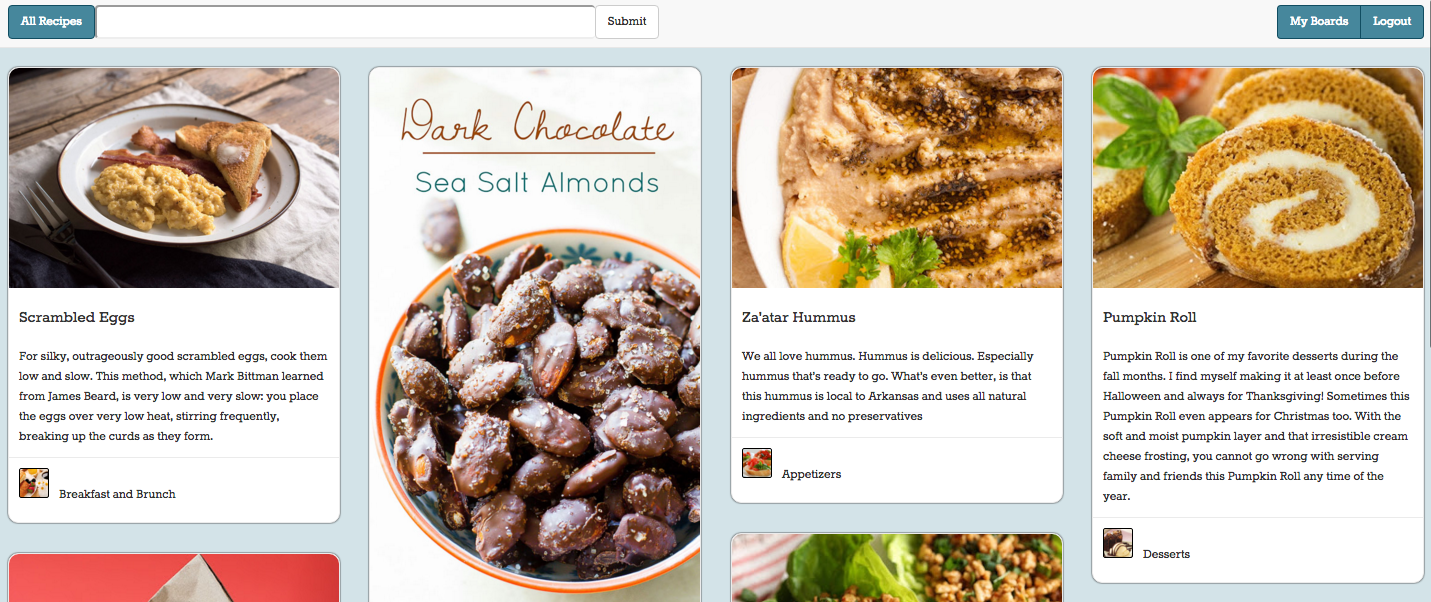 All Recipes
Submit
My Boards
Logout
Scrambled Eggs
For silky, outrageously good scrambled eggs, cook them
low and slow. This method, which Mark Bittman learned
from James Beard, is very low and very slow: you place
the eggs over very low heat, stirring frequently,
breaking up the curds as they form.
Breakfast and Brunch
Dark Chocolate
Sea Salt Almonds
Za'atar Hummus
We all love hummus. Hummus is delicious. Especially
hummus that's ready to go. What's even better, is that
this hummus is local to Arkansas and uses all natural
ingredients and no preservatives
Appetizers
Pumpkin Roll
Pumpkin Roll is one of my favorite desserts during the
fall months. I find myself making it at least once before
Halloween and always for Thanksgiving! Sometimes this
Pumpkin Roll even appears for Christmas too. With the
soft and moist pumpkin layer and that irresistible cream
cheese frosting, you cannot go wrong with serving
family and friends this Pumpkin Roll any time of the
year.
Desserts